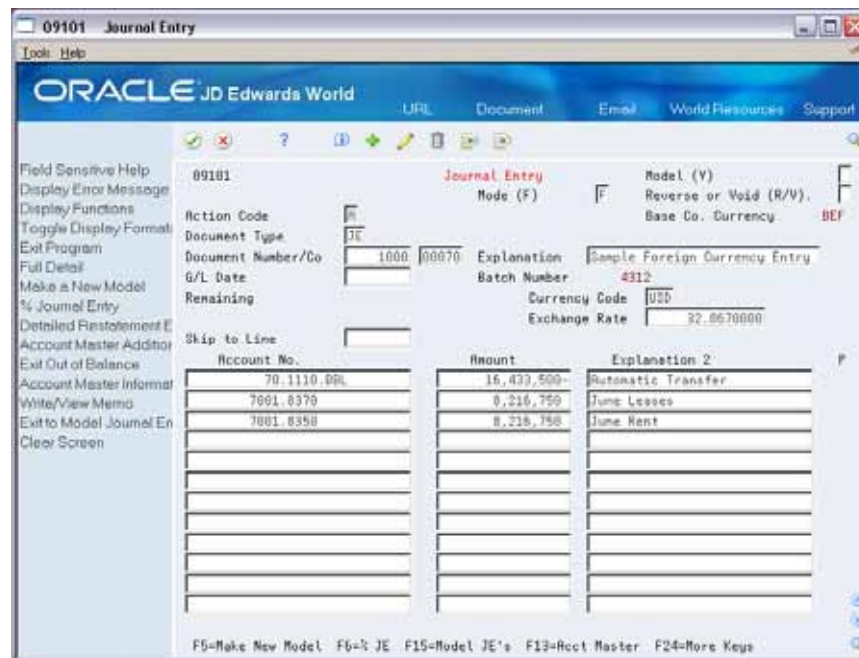 09101 Journal Entry
Tools Help
ORACLE JD Edwards World
URL Document Email World Resources Support
Field Sensitive Help
Display Error Message
Display Functions
Toggle Display Formats
Exit Program
Full Detail
Make a New Model
% Journal Entry
Detailed Restatement E
Account Master Addition
Exit Out of Balance
Account Master Informat
Write/View Memo
Exit to Model Journal En
Clear Screen
09101 Journal Entry Model (Y)
Mode (F) F Reverse or Void (R/V).
Action Code Base Co. Currency BEF
Document Type JE
Document Number/Co 1000 00070 Explanation Sample Foreign Currency Entry
G/L Date Batch Number 4312
Remaining Currency Code USD
Exchange Rate 32.8670000
Skip to Line
Account No. Amount Explanation 2 P
70.1110.BBL 16,433,500- Automatic Transfer
7001.8370 8,216,750 June Leases
7001.8350 8,216,750 June Rent
F5=Make New Model F6=% JE F15=Model JE's F13=Acct Master F24=More Keys